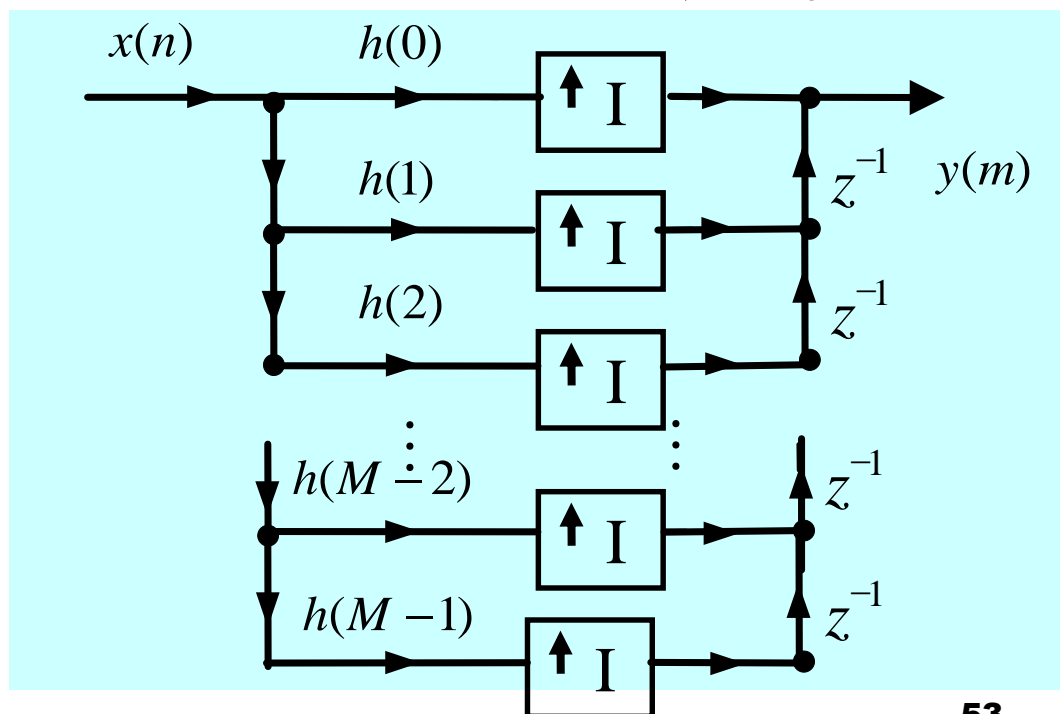 x(n) h(0)
↑ I
h(1) z⁻¹ y(m)
↑ I
h(2) z⁻¹
↑ I
⋮ ⋮
h(M – 2) z⁻¹
↑ I
h(M –1) z⁻¹
↑ I
53